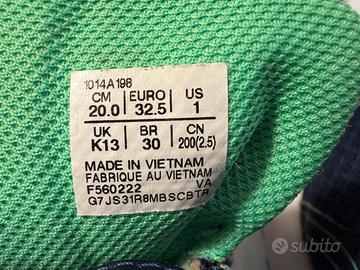 1014A198
CM EURO US
20.0 32.5 1
UK BR CN
K13 30 200(2.5)
MADE IN VIETNAM
FABRIQUE AU VIETNAM
F560222 VA
G7JS31R8MBSCBTR
subito